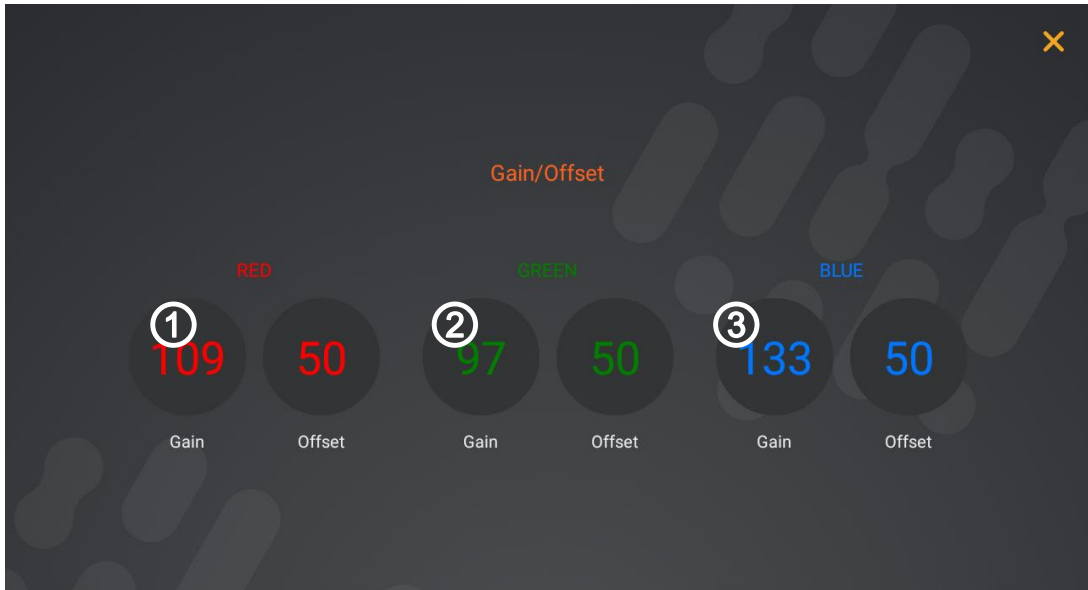 Gain/Offset
RED GREEN BLUE
① ② ③
109 50 97 50 133 50
Gain Offset Gain Offset Gain Offset